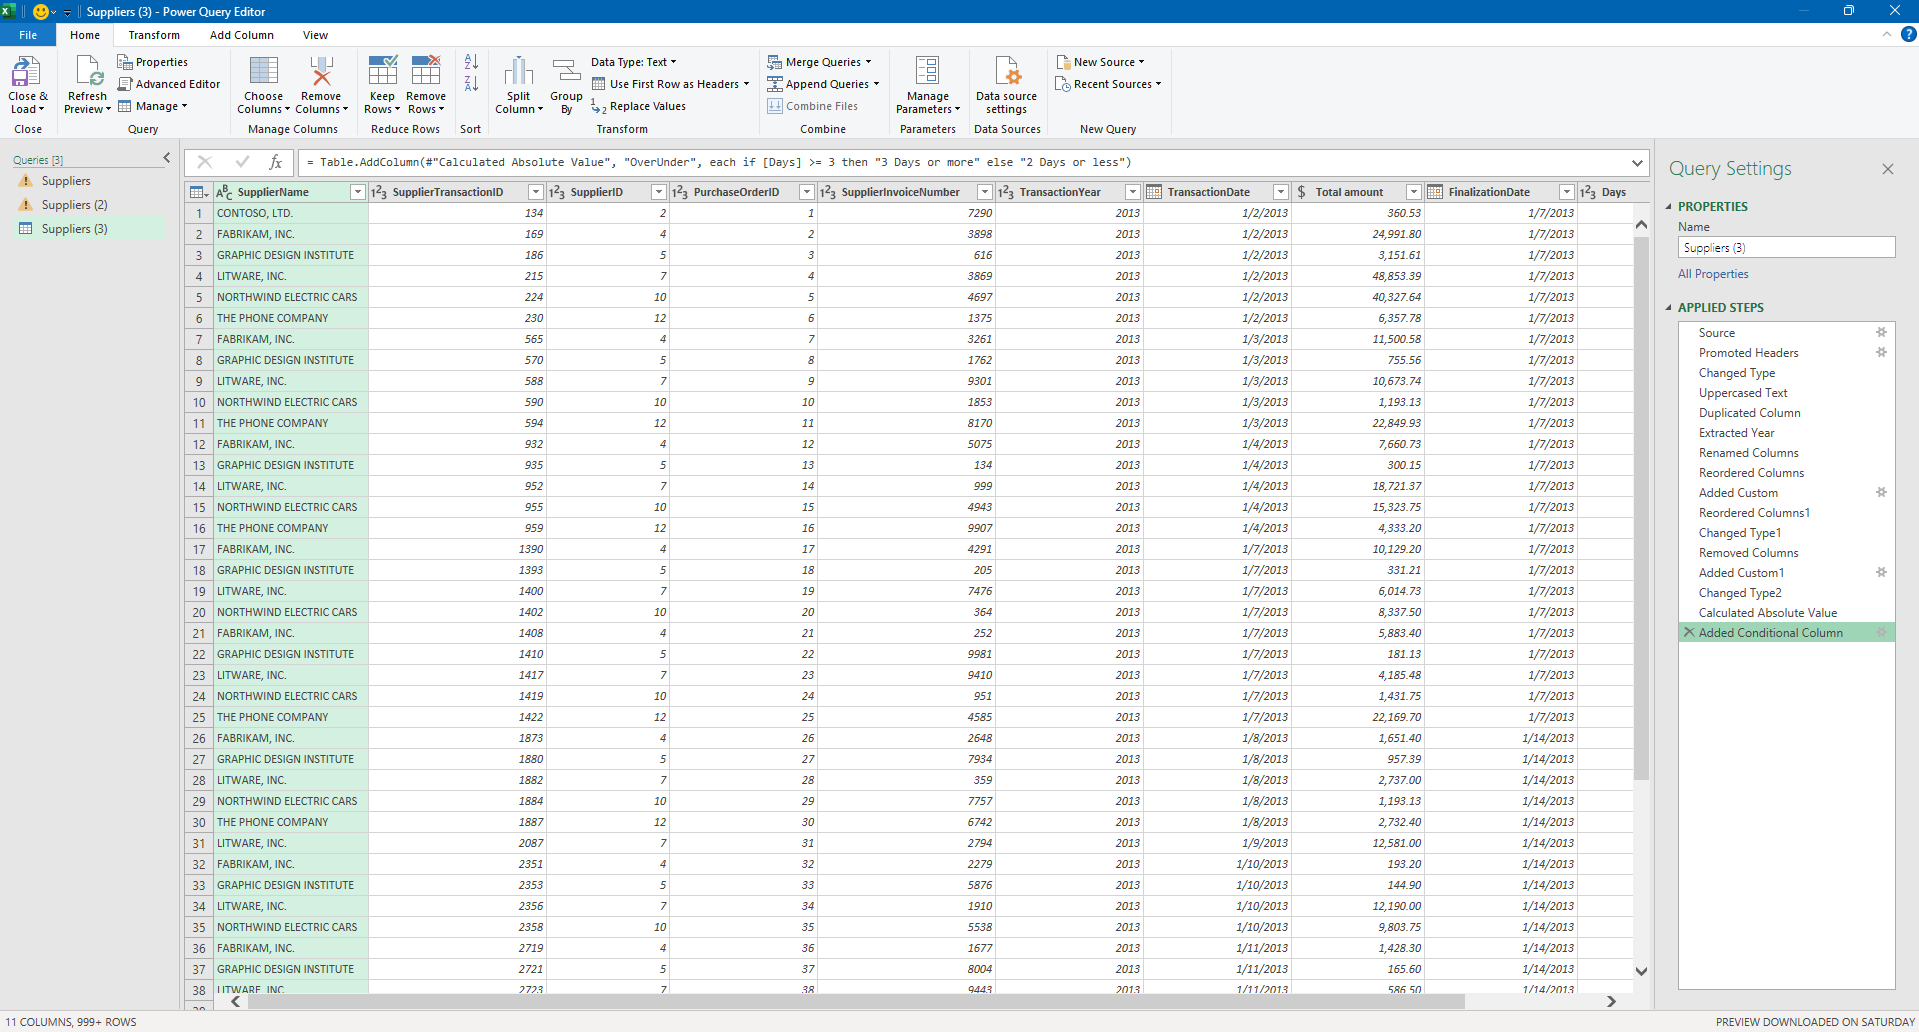 Suppliers (3) - Power Query Editor
File Home Transform Add Column View
Close & Load
Close
Refresh Preview
Properties
Advanced Editor
Manage
Query
Choose Columns
Remove Columns
Manage Columns
Keep Rows
Remove Rows
Reduce Rows
Sort
Split Column
Group By
Data Type: Text
Use First Row as Headers
Replace Values
Transform
Merge Queries
Append Queries
Combine Files
Combine
Manage Parameters
Parameters
Data source settings
Data Sources
New Source
Recent Sources
New Query
Queries [3]
Suppliers
Suppliers (2)
Suppliers (3)
fx = Table.AddColumn(#"Calculated Absolute Value", "OverUnder", each if [Days] >= 3 then "3 Days or more" else "2 Days or less")
SupplierName SupplierTransactionID SupplierID PurchaseOrderID SupplierInvoiceNumber TransactionYear TransactionDate Total amount FinalizationDate Days
1 CONTOSO, LTD. 134 2 1 7290 2013 1/2/2013 360.53 1/7/2013
2 FABRIKAM, INC. 169 4 2 3898 2013 1/2/2013 24,991.80 1/7/2013
3 GRAPHIC DESIGN INSTITUTE 186 5 3 616 2013 1/2/2013 3,151.61 1/7/2013
4 LITWARE, INC. 215 7 4 3869 2013 1/2/2013 48,853.39 1/7/2013
5 NORTHWIND ELECTRIC CARS 224 10 5 4697 2013 1/2/2013 40,327.64 1/7/2013
6 THE PHONE COMPANY 230 12 6 1375 2013 1/2/2013 6,357.78 1/7/2013
7 FABRIKAM, INC. 565 4 7 3261 2013 1/3/2013 11,500.58 1/7/2013
8 GRAPHIC DESIGN INSTITUTE 570 5 8 1762 2013 1/3/2013 755.56 1/7/2013
9 LITWARE, INC. 588 7 9 9301 2013 1/3/2013 10,673.74 1/7/2013
10 NORTHWIND ELECTRIC CARS 590 10 10 1853 2013 1/3/2013 1,193.13 1/7/2013
11 THE PHONE COMPANY 594 12 11 8170 2013 1/3/2013 22,849.93 1/7/2013
12 FABRIKAM, INC. 932 4 12 5075 2013 1/4/2013 7,660.73 1/7/2013
13 GRAPHIC DESIGN INSTITUTE 935 5 13 134 2013 1/4/2013 300.15 1/7/2013
14 LITWARE, INC. 952 7 14 999 2013 1/4/2013 18,721.37 1/7/2013
15 NORTHWIND ELECTRIC CARS 955 10 15 4943 2013 1/4/2013 15,323.75 1/7/2013
16 THE PHONE COMPANY 959 12 16 9907 2013 1/4/2013 4,333.20 1/7/2013
17 FABRIKAM, INC. 1390 4 17 4291 2013 1/7/2013 10,129.20 1/7/2013
18 GRAPHIC DESIGN INSTITUTE 1393 5 18 205 2013 1/7/2013 331.21 1/7/2013
19 LITWARE, INC. 1400 7 19 7476 2013 1/7/2013 6,014.73 1/7/2013
20 NORTHWIND ELECTRIC CARS 1402 10 20 364 2013 1/7/2013 8,337.50 1/7/2013
21 FABRIKAM, INC. 1408 4 21 252 2013 1/7/2013 5,883.40 1/7/2013
22 GRAPHIC DESIGN INSTITUTE 1410 5 22 9981 2013 1/7/2013 181.13 1/7/2013
23 LITWARE, INC. 1417 7 23 9410 2013 1/7/2013 4,185.48 1/7/2013
24 NORTHWIND ELECTRIC CARS 1419 10 24 951 2013 1/7/2013 1,431.75 1/7/2013
25 THE PHONE COMPANY 1422 12 25 4585 2013 1/7/2013 22,169.70 1/7/2013
26 FABRIKAM, INC. 1873 4 26 2648 2013 1/8/2013 1,651.40 1/14/2013
27 GRAPHIC DESIGN INSTITUTE 1880 5 27 7934 2013 1/8/2013 957.39 1/14/2013
28 LITWARE, INC. 1882 7 28 359 2013 1/8/2013 2,737.00 1/14/2013
29 NORTHWIND ELECTRIC CARS 1884 10 29 7757 2013 1/8/2013 1,193.13 1/14/2013
30 THE PHONE COMPANY 1887 12 30 6742 2013 1/8/2013 2,732.40 1/14/2013
31 LITWARE, INC. 2087 7 31 2794 2013 1/9/2013 12,581.00 1/14/2013
32 FABRIKAM, INC. 2351 4 32 2279 2013 1/10/2013 193.20 1/14/2013
33 GRAPHIC DESIGN INSTITUTE 2353 5 33 5876 2013 1/10/2013 144.90 1/14/2013
34 LITWARE, INC. 2356 7 34 1910 2013 1/10/2013 12,190.00 1/14/2013
35 NORTHWIND ELECTRIC CARS 2358 10 35 5538 2013 1/10/2013 9,803.75 1/14/2013
36 FABRIKAM, INC. 2719 4 36 1677 2013 1/11/2013 1,428.30 1/14/2013
37 GRAPHIC DESIGN INSTITUTE 2721 5 37 8004 2013 1/11/2013 165.60 1/14/2013
38 LITWARE, INC. 2723 7 38 9443 2013 1/11/2013 586.50 1/14/2013
Query Settings
PROPERTIES
Name
Suppliers (3)
All Properties
APPLIED STEPS
Source
Promoted Headers
Changed Type
Uppercased Text
Duplicated Column
Extracted Year
Renamed Columns
Reordered Columns
Added Custom
Reordered Columns1
Changed Type1
Removed Columns
Added Custom1
Changed Type2
Calculated Absolute Value
Added Conditional Column
11 COLUMNS, 999+ ROWS
PREVIEW DOWNLOADED ON SATURDAY